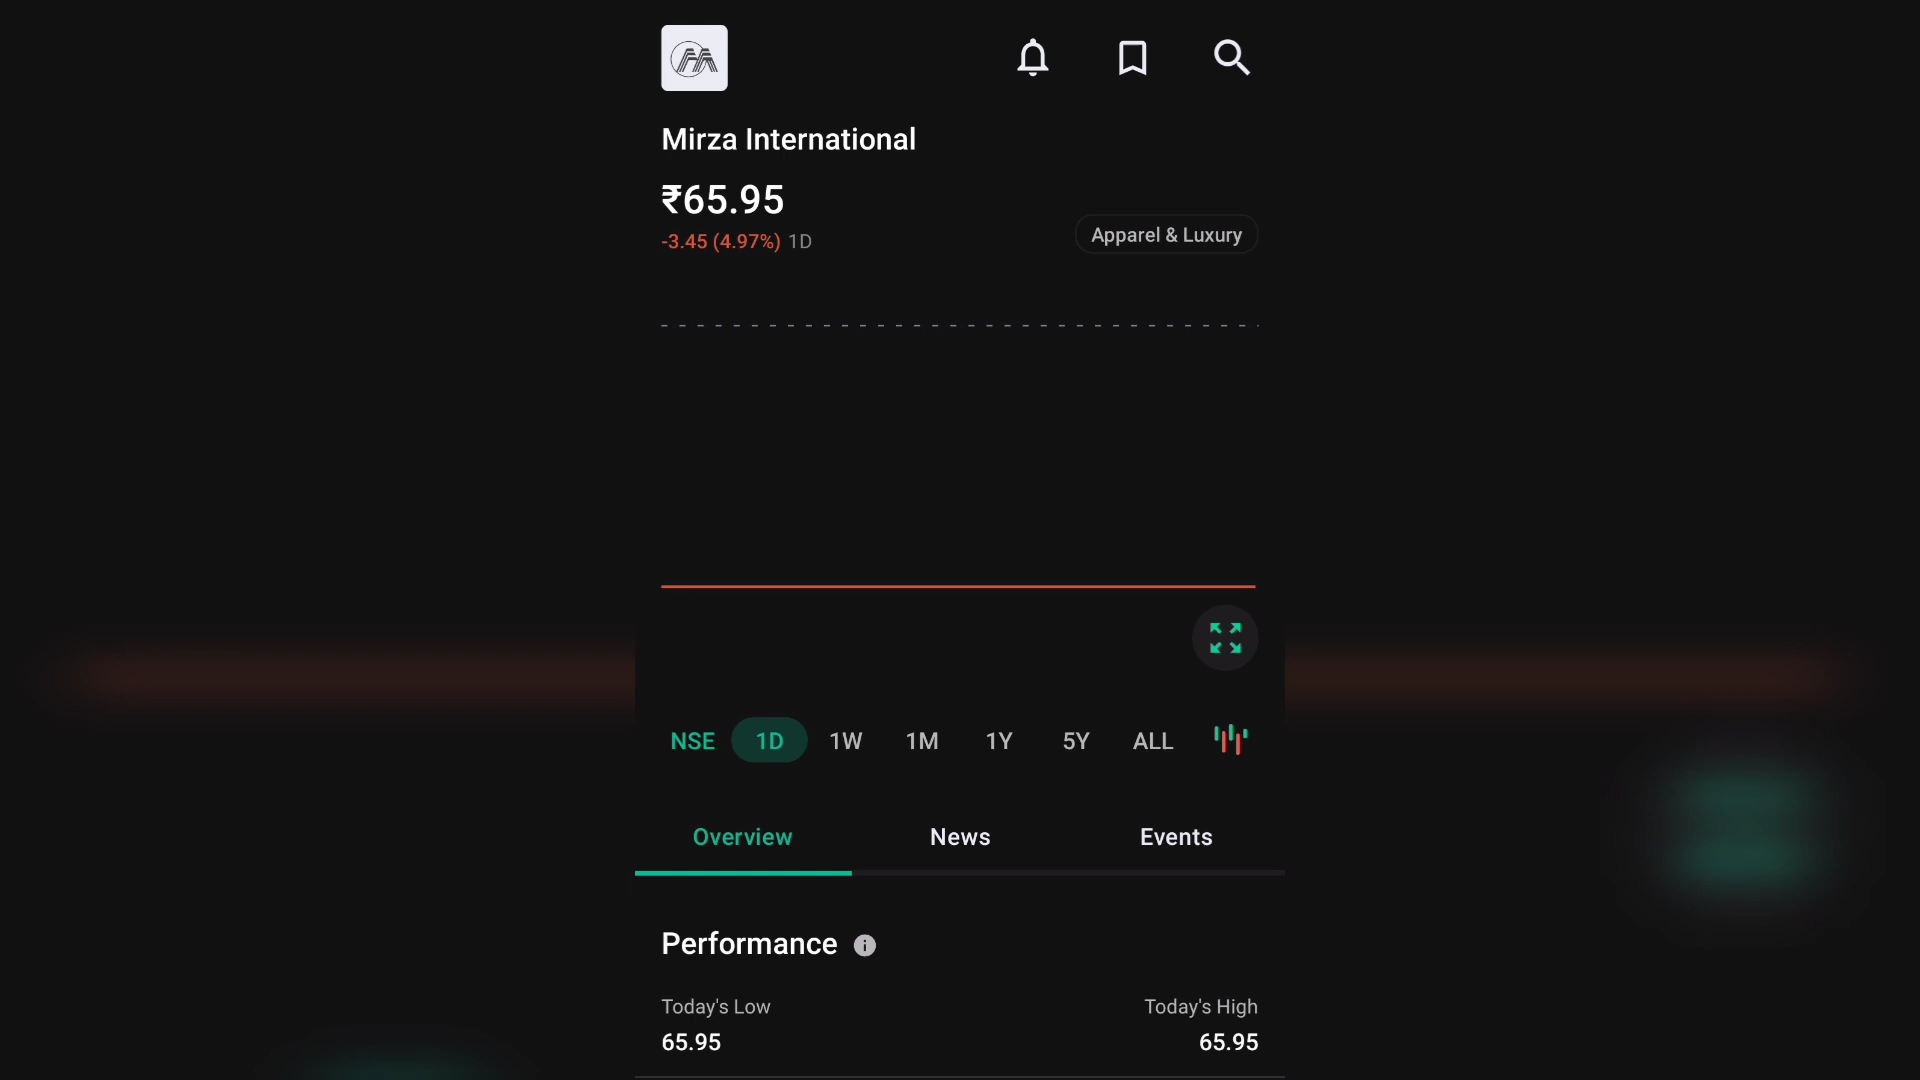 Mirza International
₹65.95
-3.45 (4.97%) 1D
Apparel & Luxury
NSE 1D 1W 1M 1Y 5Y ALL
Overview News Events
Performance
Today's Low Today's High
65.95 65.95